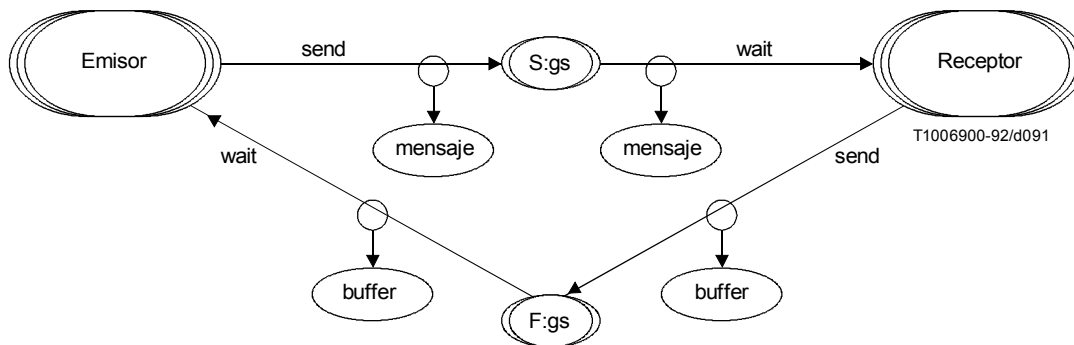 Emisor
send
S:gs
wait
Receptor
mensaje
mensaje
T1006900-92/d091
wait
send
buffer
buffer
F:gs